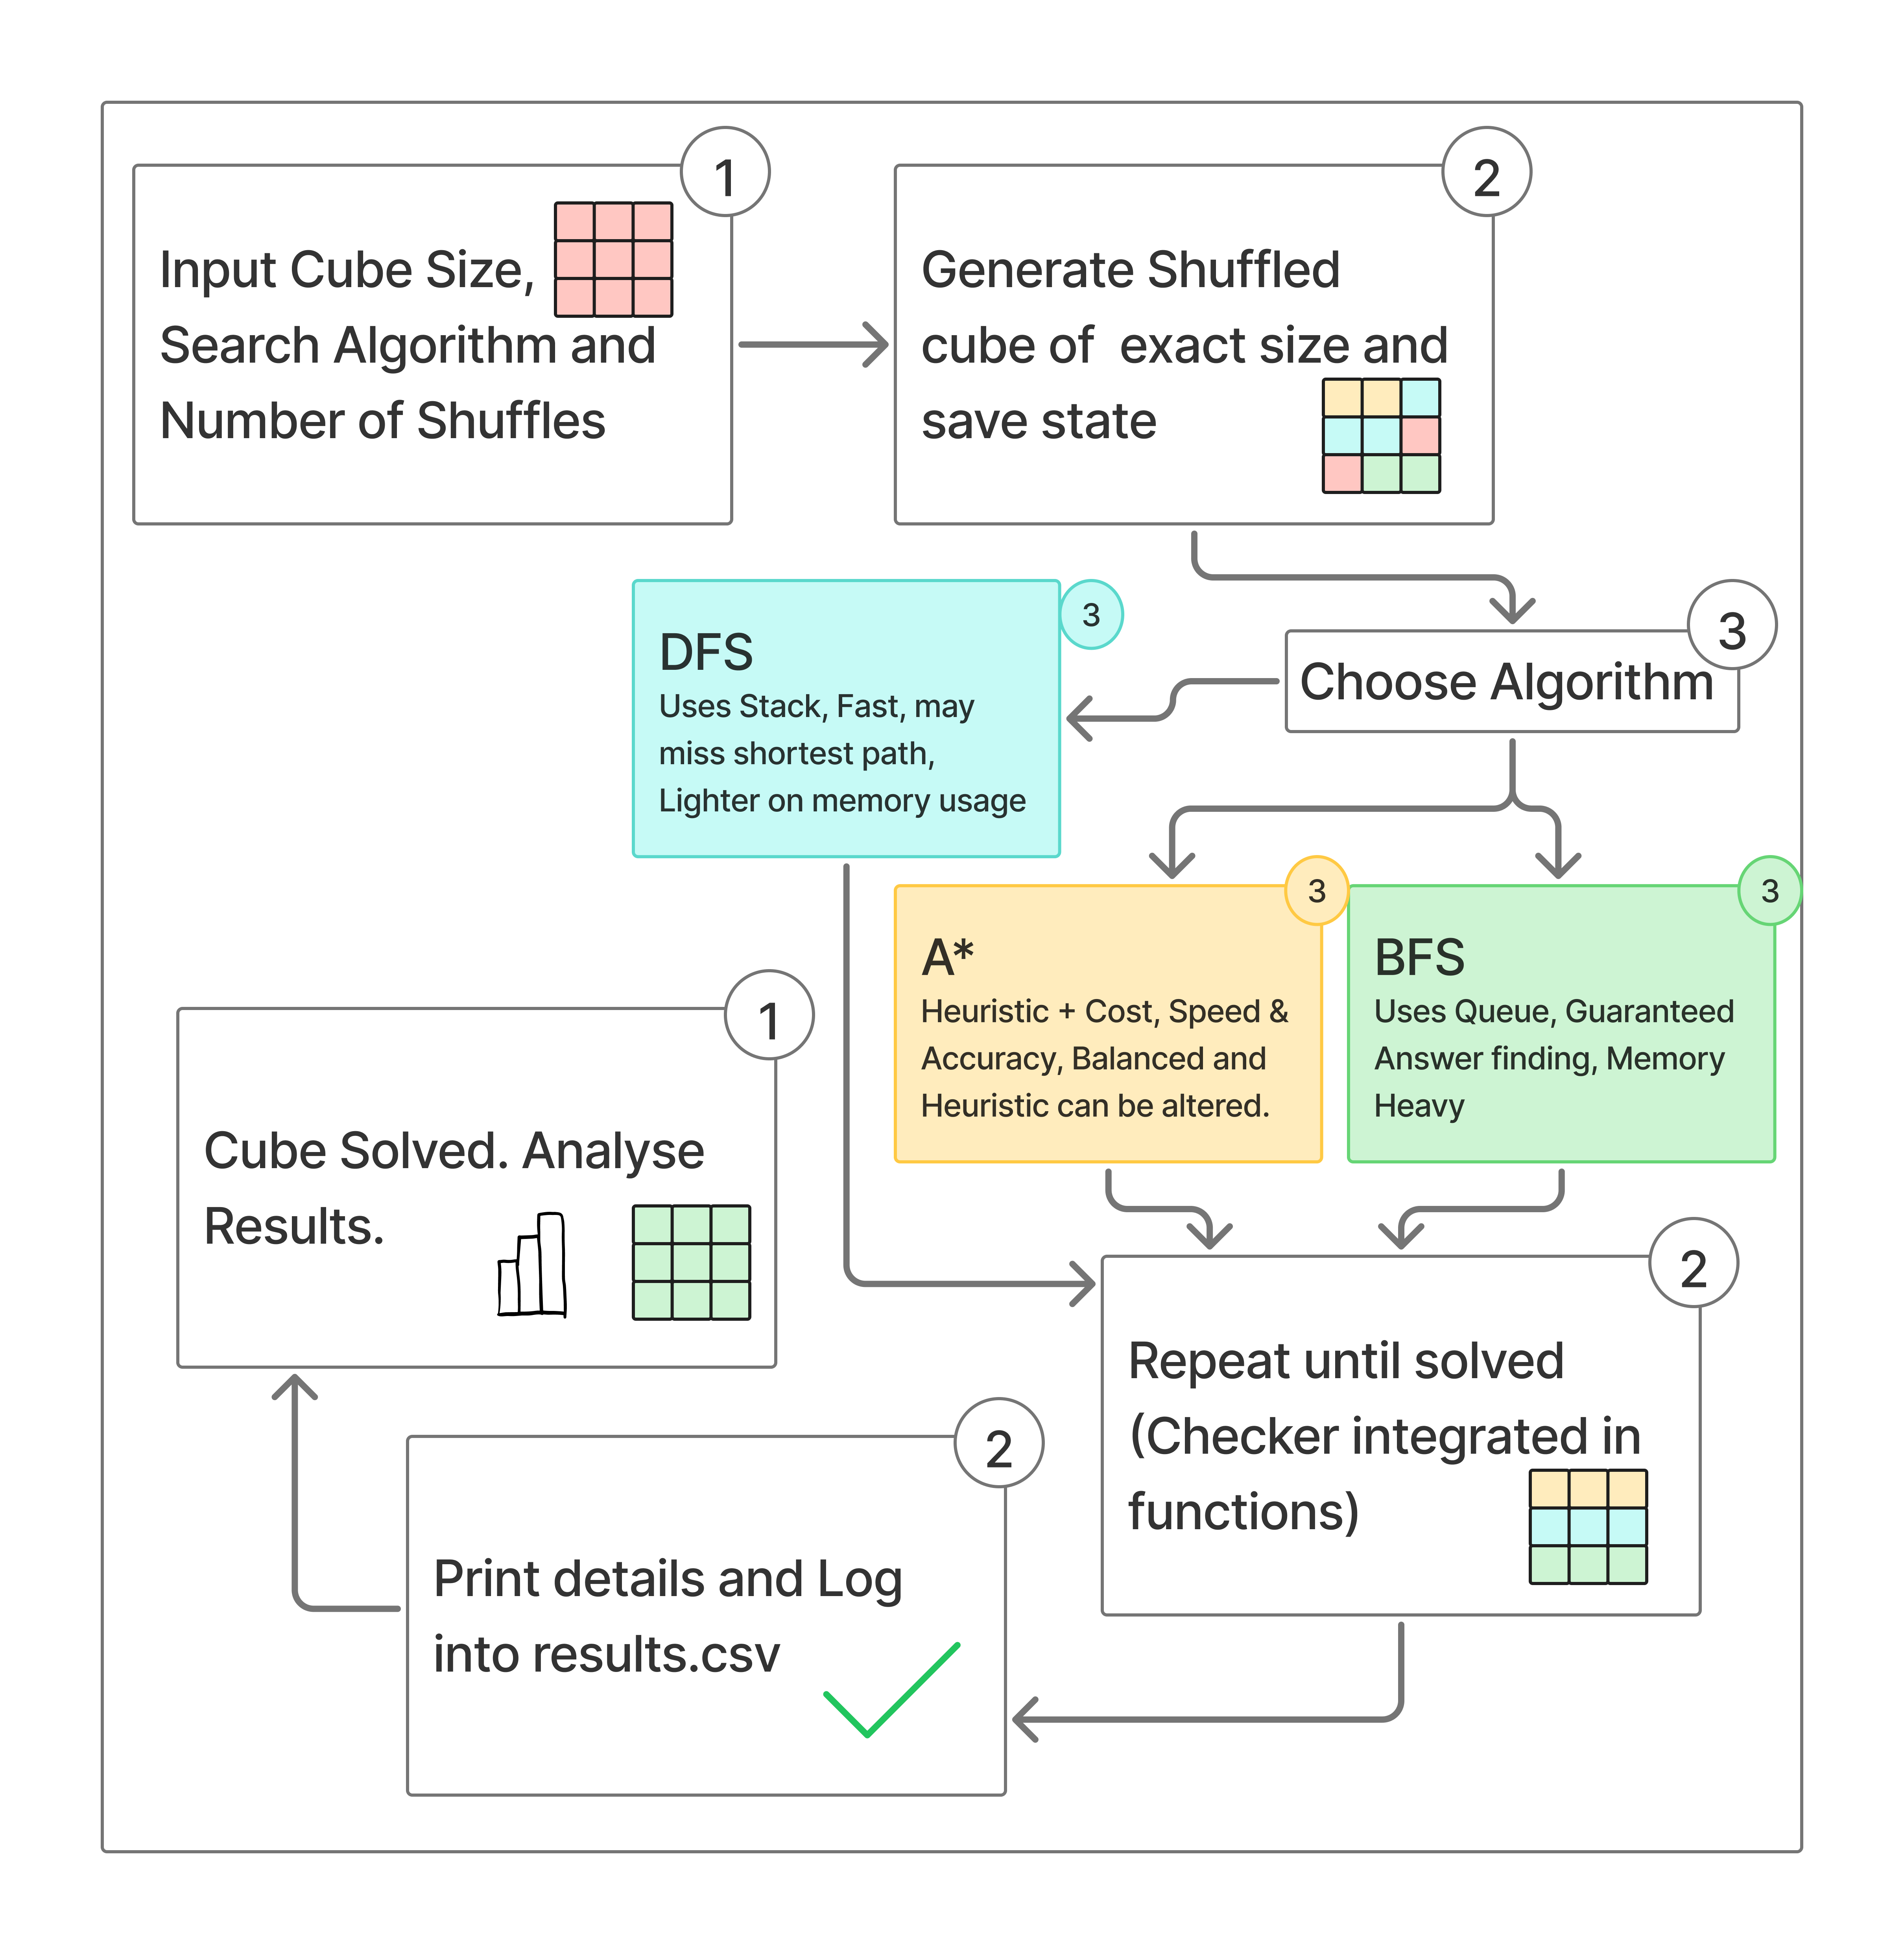 1
Input Cube Size,
Search Algorithm and
Number of Shuffles
2
Generate Shuffled
cube of  exact size and
save state
3
Choose Algorithm
3
DFS
Uses Stack, Fast, may
miss shortest path,
Lighter on memory usage
3
A*
Heuristic + Cost, Speed &
Accuracy, Balanced and
Heuristic can be altered.
3
BFS
Uses Queue, Guaranteed
Answer finding, Memory
Heavy
2
Repeat until solved
(Checker integrated in
functions)
2
Print details and Log
into results.csv
1
Cube Solved. Analyse
Results.